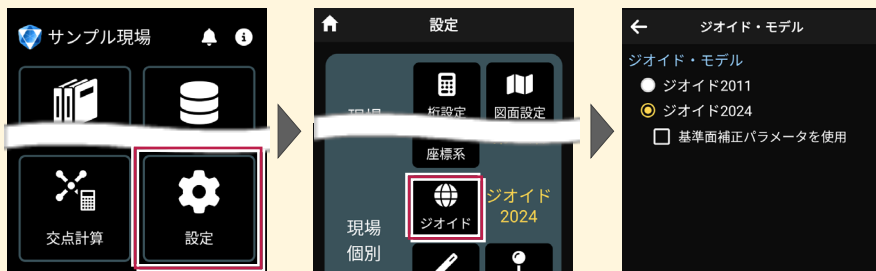 サンプル現場
交点計算
設定
設定
桁設定
図面設定
座標系
ジオイド
ジオイド
2024
現場
個別
ジオイド・モデル
ジオイド・モデル
ジオイド2011
ジオイド2024
基準面補正パラメータを使用